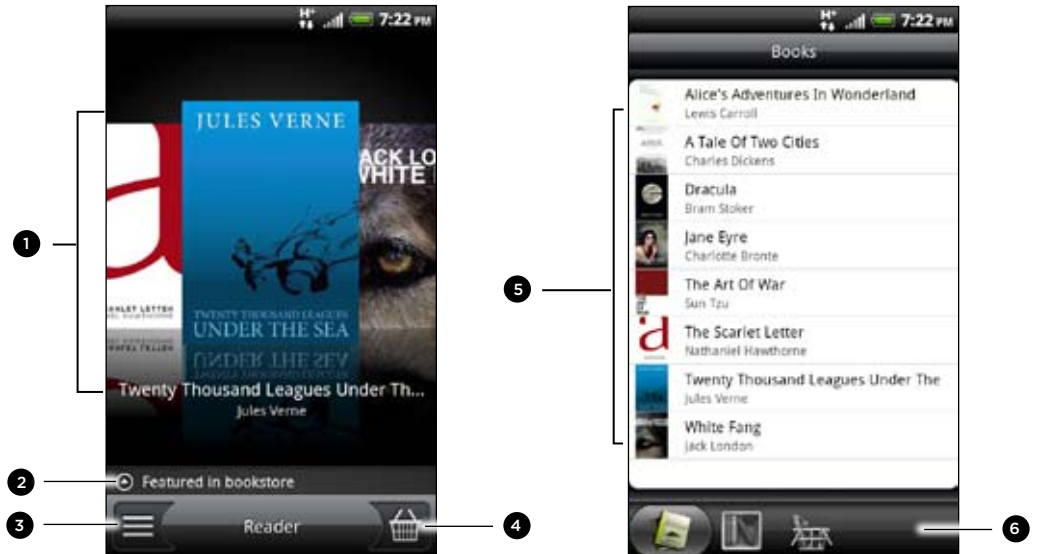 H+ 7:22 PM
JULES VERNE
ACK LO
WHITE
TWENTY THOUSAND LEAGUES
UNDER THE SEA
a
LETTER
Twenty Thousand Leagues Under Th...
Jules Verne
Featured in bookstore
Reader
1
2
3
4
H+ 7:22 PM
Books
Alice's Adventures In Wonderland
Lewis Carroll
A Tale Of Two Cities
Charles Dickens
Dracula
Bram Stoker
Jane Eyre
Charlotte Bronte
The Art Of War
Sun Tzu
The Scarlet Letter
Nathaniel Hawthorne
Twenty Thousand Leagues Under The
Jules Verne
White Fang
Jack London
5
6